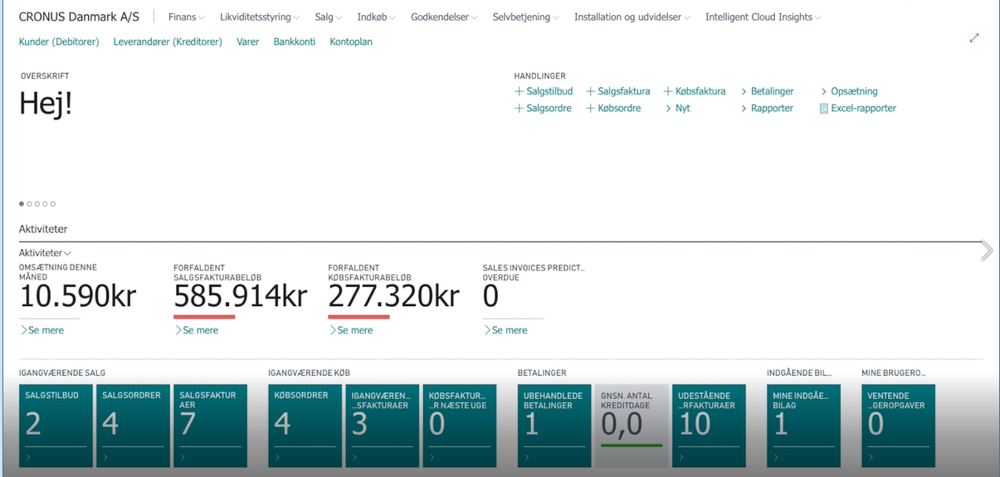 CRONUS Danmark A/S
Finans Likviditetsstyring Salg Indkøb Godkendelser Selvbetjening Installation og udvidelser Intelligent Cloud Insights
Kunder (Debitorer) Leverandører (Kreditorer) Varer Bankkonti Kontoplan
OVERSKRIFT
Hej!
HANDLINGER
Salgstilbud Salgsfaktura Købsfaktura Betalinger Opsætning
Salgsordre Købsordre Nyt Rapporter Excel-rapporter
Aktiviteter
Aktiviteter
OMSÆTNING DENNE
MÅNED
10.590kr
Se mere
FORFALDENT
SALGSFAKTURABELØB
585.914kr
Se mere
FORFALDENT
KØBSFAKTURABELØB
277.320kr
Se mere
SALES INVOICES PREDICT...
OVERDUE
0
Se mere
IGANGVÆRENDE SALG
SALGSTILBUD
2
SALGSORDRER
4
SALGSFAKTUR
AER
7
IGANGVÆRENDE KØB
KØBSORDRER
4
IGANGVÆREN...
...SFAKTURAER
3
KØBSFAKTUR...
...R NÆSTE UGE
0
BETALINGER
UBEHANDLEDE
BETALINGER
1
GNSN. ANTAL
KREDITDAGE
0,0
UDESTÅENDE
...RFAKTURAER
10
INDGÅENDE BIL...
MINE INDGÅE...
BILAG
1
MINE BRUGERO...
VENTENDE
...GEROPGAVER
0